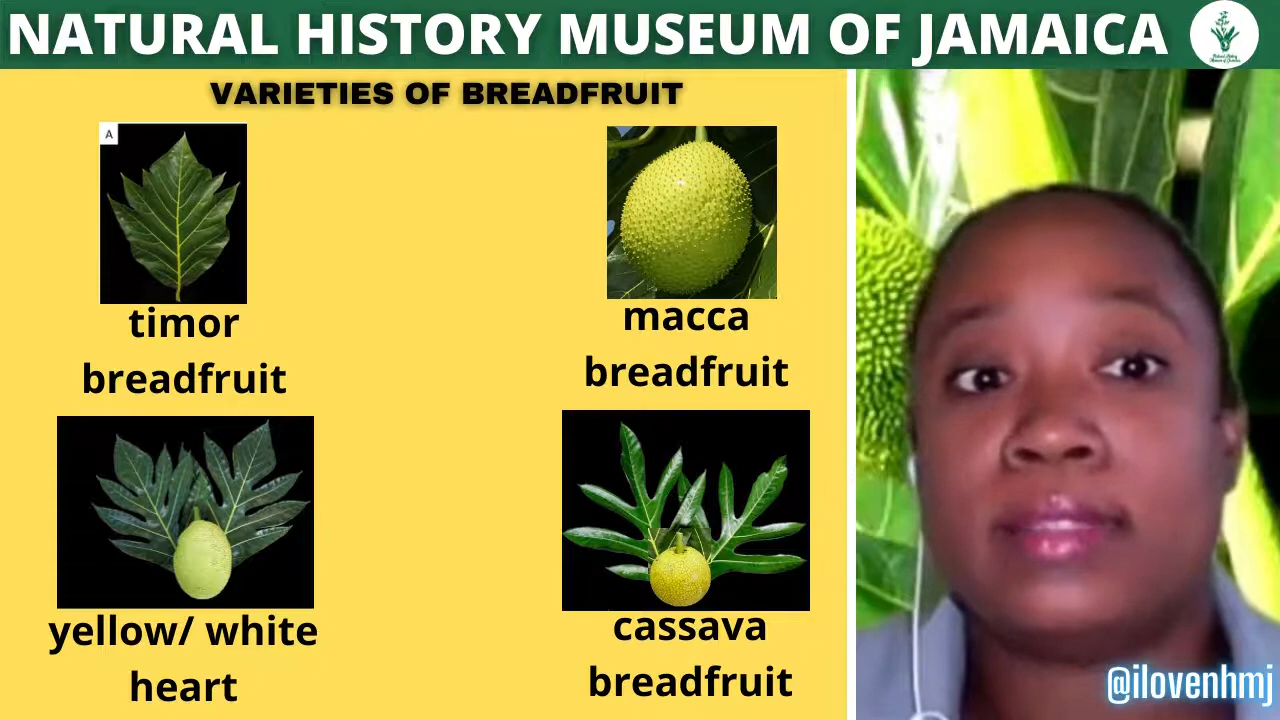 NATURAL HISTORY MUSEUM OF JAMAICA
VARIETIES OF BREADFRUIT
A
timor
breadfruit
macca
breadfruit
yellow/ white
heart
cassava
breadfruit
@ilovenhmj